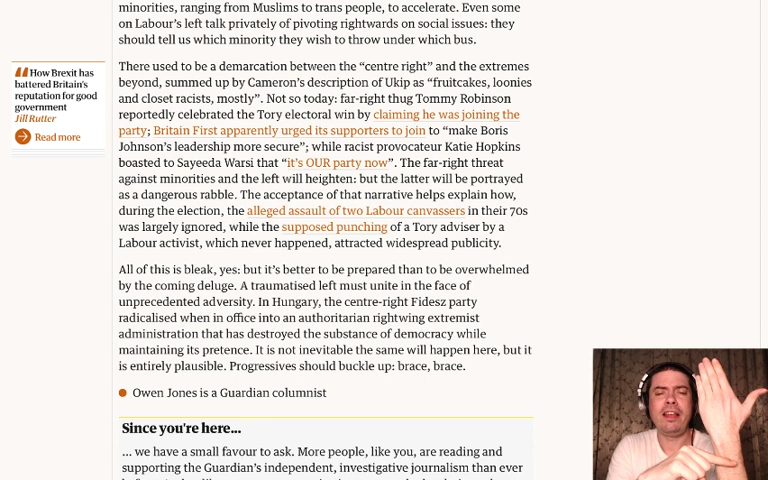 minorities, ranging from Muslims to trans people, to accelerate. Even some
on Labour's left talk privately of pivoting rightwards on social issues: they
should tell us which minority they wish to throw under which bus.
There used to be a demarcation between the “centre right” and the extremes
beyond, summed up by Cameron's description of Ukip as “fruitcakes, loonies
and closet racists, mostly”. Not so today: far-right thug Tommy Robinson
reportedly celebrated the Tory electoral win by claiming he was joining the
party; Britain First apparently urged its supporters to join to “make Boris
Johnson's leadership more secure”; while racist provocateur Katie Hopkins
boasted to Sayeeda Warsi that “it's OUR party now”. The far-right threat
against minorities and the left will heighten: but the latter will be portrayed
as a dangerous rabble. The acceptance of that narrative helps explain how,
during the election, the alleged assault of two Labour canvassers in their 70s
was largely ignored, while the supposed punching of a Tory adviser by a
Labour activist, which never happened, attracted widespread publicity.
All of this is bleak, yes: but it's better to be prepared than to be overwhelmed
by the coming deluge. A traumatised left must unite in the face of
unprecedented adversity. In Hungary, the centre-right Fidesz party
radicalised when in office into an authoritarian rightwing extremist
administration that has destroyed the substance of democracy while
maintaining its pretence. It is not inevitable the same will happen here, but it
is entirely plausible. Progressives should buckle up: brace, brace.
Owen Jones is a Guardian columnist
Since you're here...
... we have a small favour to ask. More people, like you, are reading and
supporting the Guardian's independent, investigative journalism than ever
How Brexit has
battered Britain's
reputation for good
government
Jill Rutter
Read more